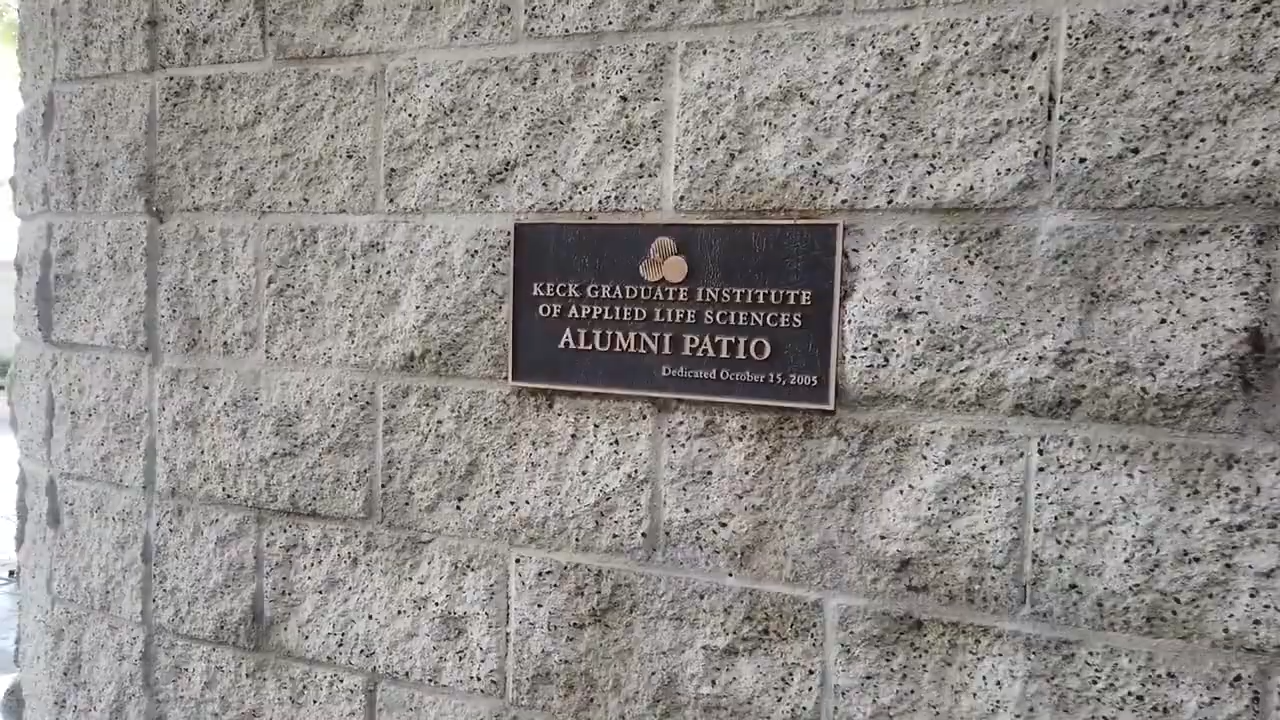 KECK GRADUATE INSTITUTE
OF APPLIED LIFE SCIENCES
ALUMNI PATIO
Dedicated October 15, 2005